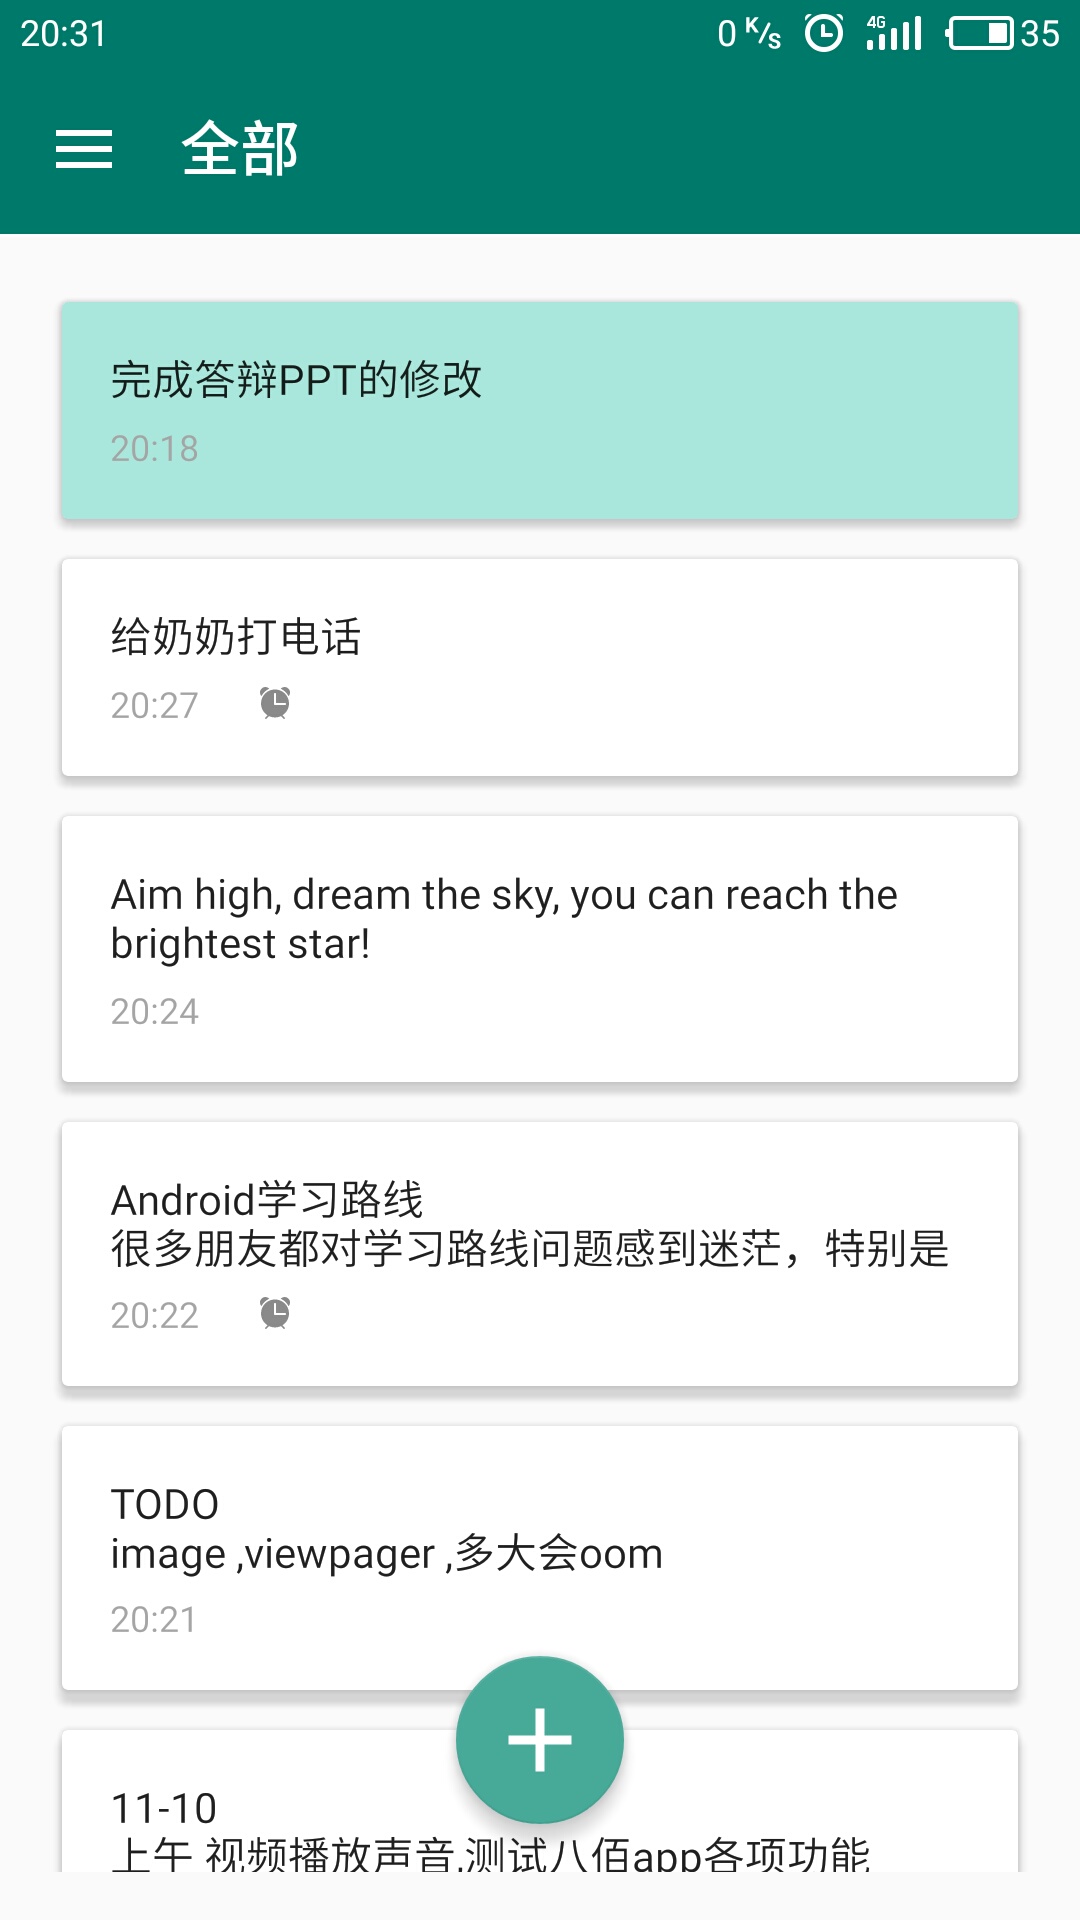 20:31
0 K/s 4G 35
全部
完成答辩PPT的修改
20:18
给奶奶打电话
20:27
Aim high, dream the sky, you can reach the
brightest star!
20:24
Android学习路线
很多朋友都对学习路线问题感到迷茫，特别是
20:22
TODO
image ,viewpager ,多大会oom
20:21
11-10
上午 视频播放声音,测试八佰app各项功能